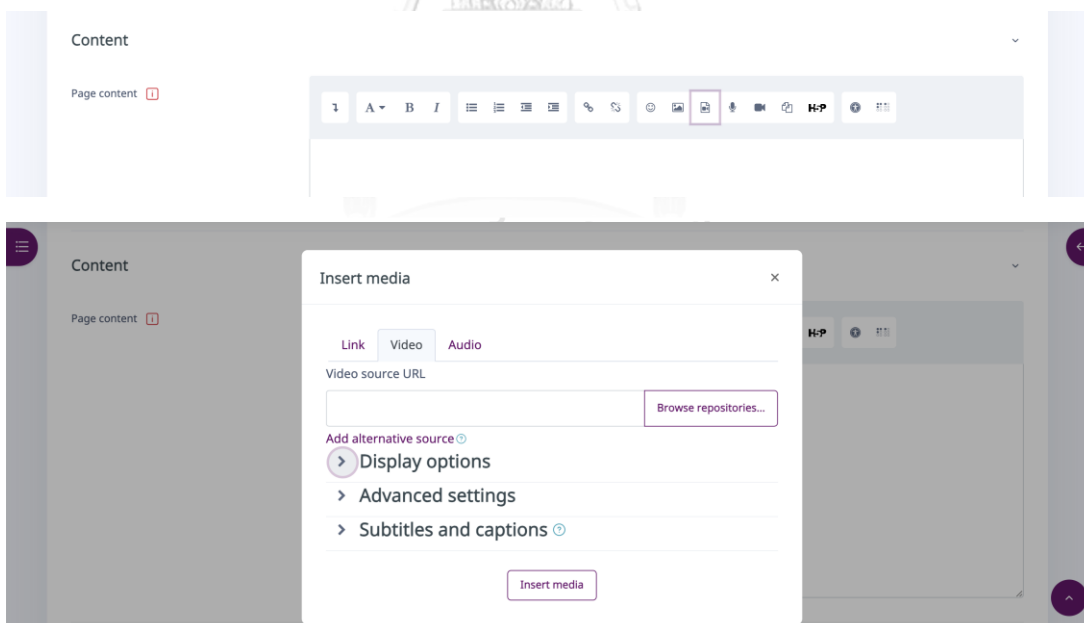 Content
Page content
A B I H-P
Content
Insert media ×
Page content
H-P
Link Video Audio
Video source URL
Browse repositories...
Add alternative source ?
Display options
Advanced settings
Subtitles and captions ?
Insert media